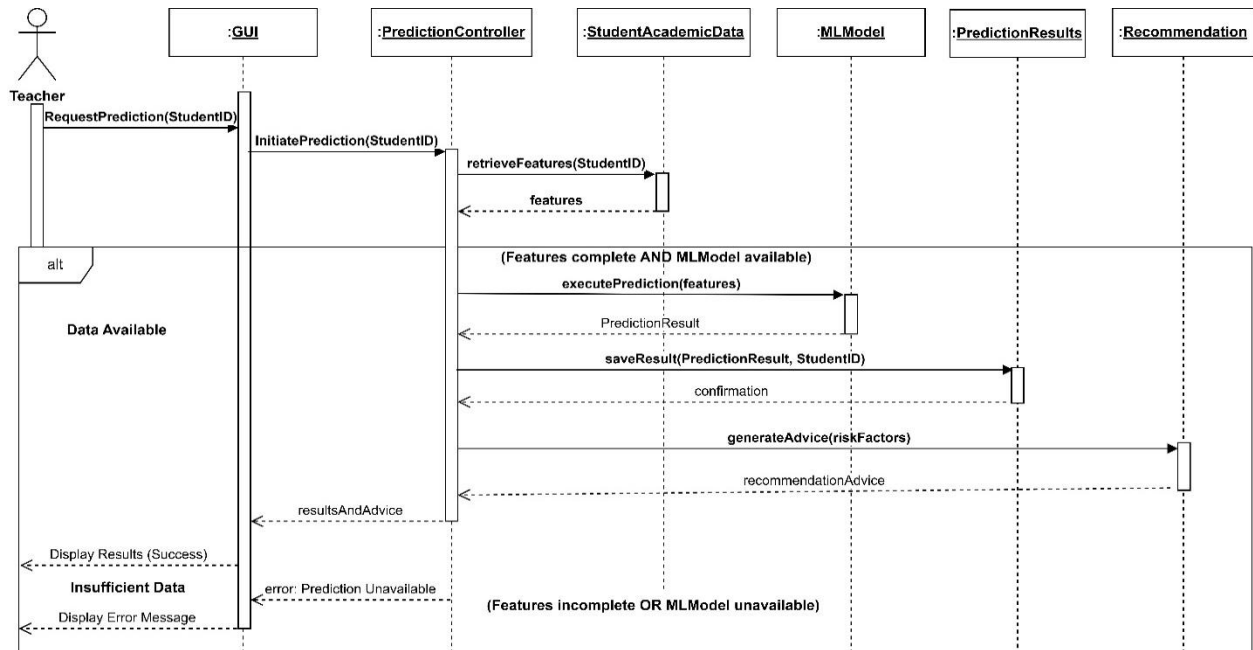 :GUI
:PredictionController
:StudentAcademicData
:MLModel
:PredictionResults
:Recommendation
Teacher
RequestPrediction(StudentID)
InitiatePrediction(StudentID)
retrieveFeatures(StudentID)
features
alt
(Features complete AND MLModel available)
executePrediction(features)
Data Available
PredictionResult
saveResult(PredictionResult, StudentID)
confirmation
generateAdvice(riskFactors)
recommendationAdvice
resultsAndAdvice
Display Results (Success)
Insufficient Data
error: Prediction Unavailable
(Features incomplete OR MLModel unavailable)
Display Error Message